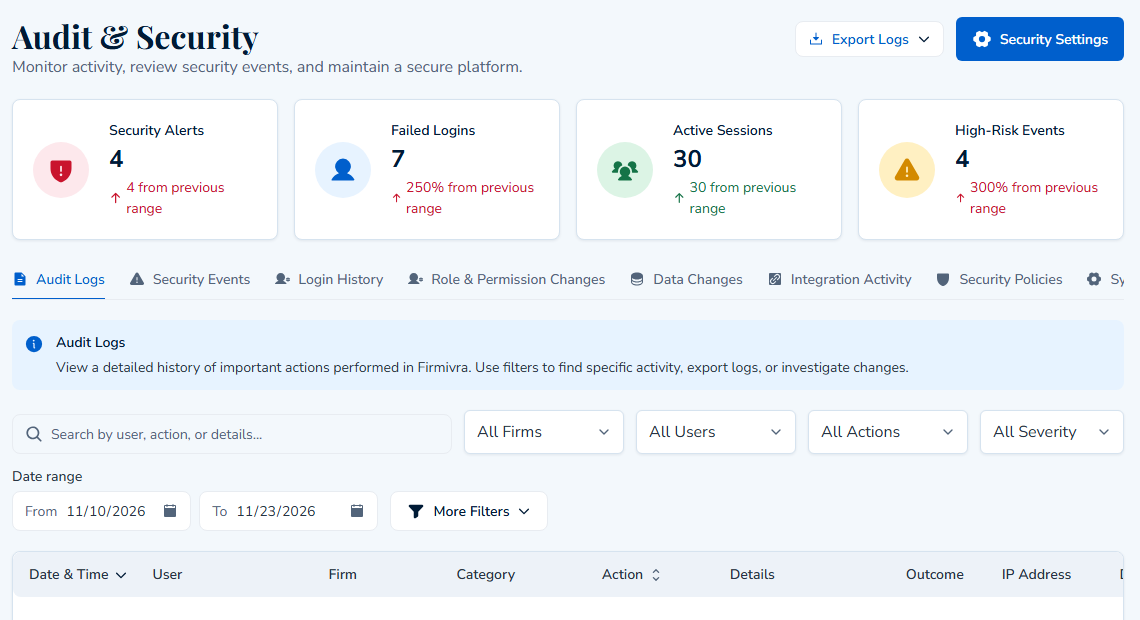 Audit & Security
Monitor activity, review security events, and maintain a secure platform.
Export Logs
Security Settings
Security Alerts
4
4 from previous
range
Failed Logins
7
250% from previous
range
Active Sessions
30
30 from previous
range
High-Risk Events
4
300% from previous
range
Audit Logs
Security Events
Login History
Role & Permission Changes
Data Changes
Integration Activity
Security Policies
Sy
Audit Logs
View a detailed history of important actions performed in Firmivra. Use filters to find specific activity, export logs, or investigate changes.
Search by user, action, or details...
All Firms
All Users
All Actions
All Severity
Date range
From 11/10/2026
To 11/23/2026
More Filters
Date & Time
User
Firm
Category
Action
Details
Outcome
IP Address